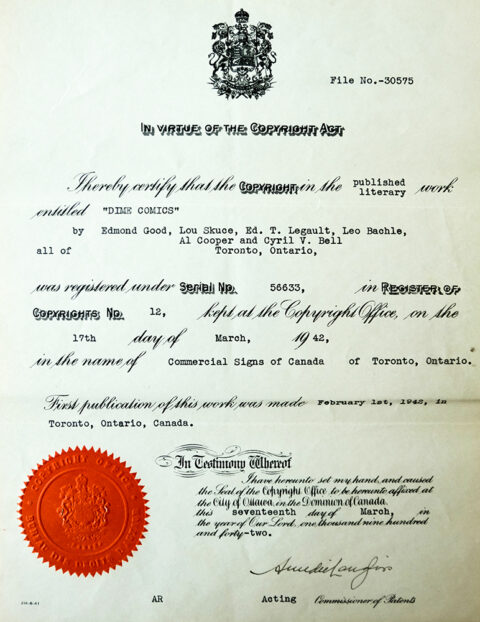 File No.-30575
IN VIRTUE OF THE COPYRIGHT ACT
I hereby certify that the COPYRIGHT in the published literary work
entitled "DIME COMICS"
by Edmond Good, Lou Skuce, Ed. T. Legault, Leo Bachle,
Al Cooper and Cyril V. Bell
all of Toronto, Ontario,
was registered under SERIAL No. 56633, in REGISTER OF
COPYRIGHTS No. 12, kept at the Copyright Office, on the
17th day of March, 1942,
in the name of Commercial Signs of Canada of Toronto, Ontario.
First publication of this work was made February 1st, 1942, in
Toronto, Ontario, Canada.
In Testimony Whereof
I have hereunto set my hand, and caused
the Seal of the Copyright Office to be hereunto affixed at
the City of Ottawa, in the Dominion of Canada.
this seventeenth day of March, in
the year of Our Lord, one thousand nine hundred
and forty-two.
AR Acting Commissioner of Patents